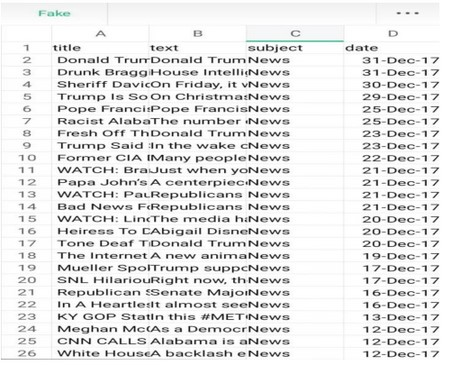 Fake ...
A B C D
1 title text subject date
2 Donald Trum Donald Trum News 31-Dec-17
3 Drunk Bragg House Intelli News 31-Dec-17
4 Sheriff Davi On Friday, it News 30-Dec-17
5 Trump Is So On Christmas News 29-Dec-17
6 Pope Franci Pope Francis News 25-Dec-17
7 Racist Alaba The number News 25-Dec-17
8 Fresh Off Th Donald Trum News 23-Dec-17
9 Trump Said In the wake c News 23-Dec-17
10 Former CIA Many people News 22-Dec-17
11 WATCH: Bra Just when yo News 21-Dec-17
12 Papa John's A centerpiec News 21-Dec-17
13 WATCH: Pau Republicans News 21-Dec-17
14 Bad News F Republicans News 21-Dec-17
15 WATCH: Lin The media ha News 20-Dec-17
16 Heiress To D Abigail Disne News 20-Dec-17
17 Tone Deaf T Donald Trum News 20-Dec-17
18 The Internet A new anima News 19-Dec-17
19 Mueller Spo Trump suppo News 17-Dec-17
20 SNL Hilariou Right now, th News 17-Dec-17
21 Republican S Senate Major News 16-Dec-17
22 In A Heartle It almost see News 16-Dec-17
23 KY GOP Stat In this #MET News 13-Dec-17
24 Meghan Mc As a Democr News 12-Dec-17
25 CNN CALLS Alabama is a News 12-Dec-17
26 White House A backlash e News 12-Dec-17